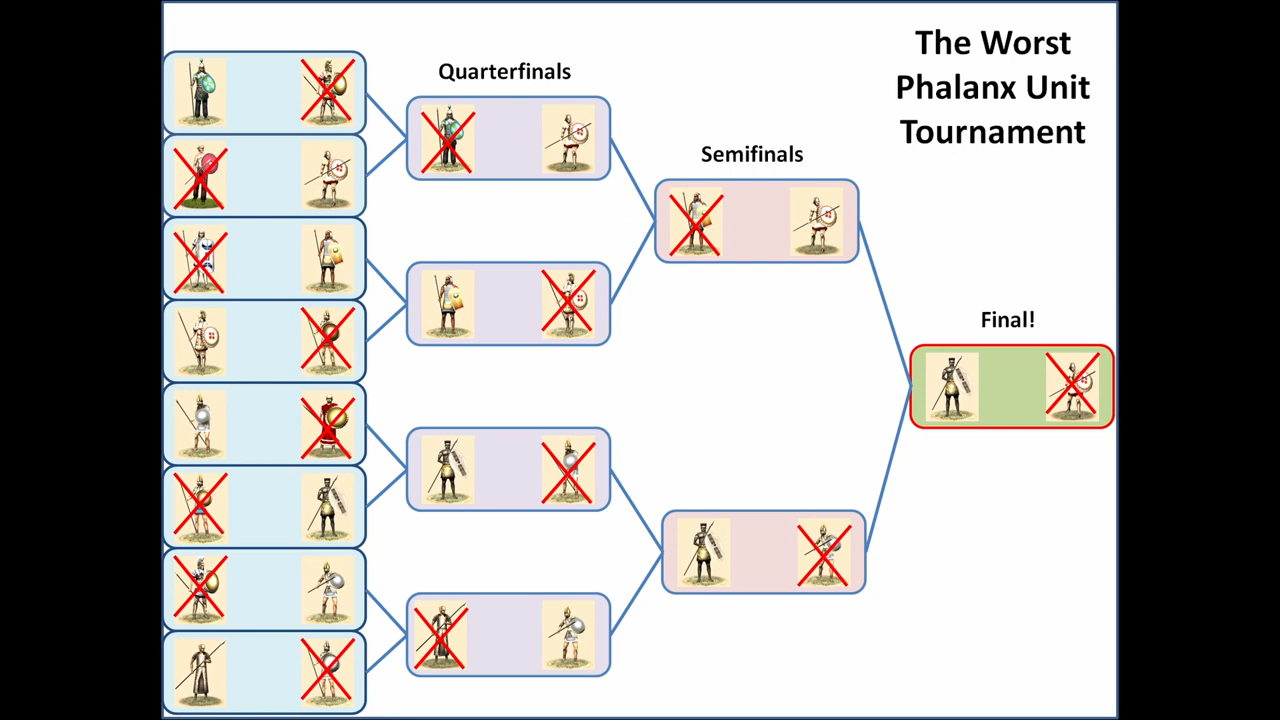 The Worst
Phalanx Unit
Tournament
Quarterfinals
Semifinals
Final!